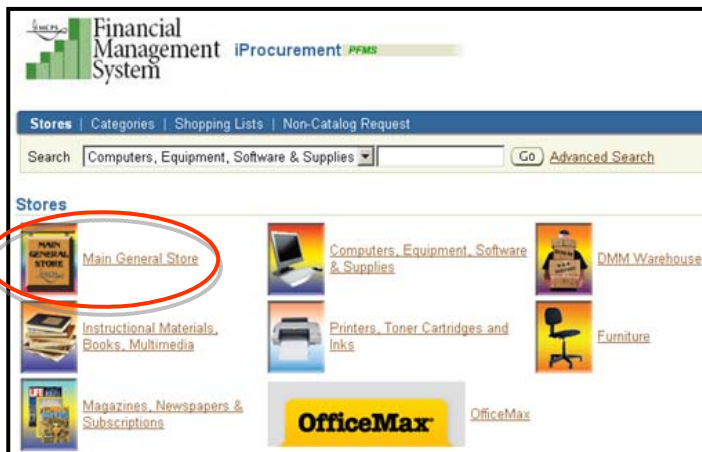 MCPS
Financial
Management
System
iProcurement PFMS
Stores | Categories | Shopping Lists | Non-Catalog Request
Search Computers, Equipment, Software & Supplies Go Advanced Search
Stores
MAIN
GENERAL
STORE
Main General Store
Computers, Equipment, Software
& Supplies
DMM Warehouse
Instructional Materials,
Books, Multimedia
Printers, Toner Cartridges and
Inks
Furniture
LIFE
Magazines, Newspapers &
Subscriptions
OfficeMax
OfficeMax